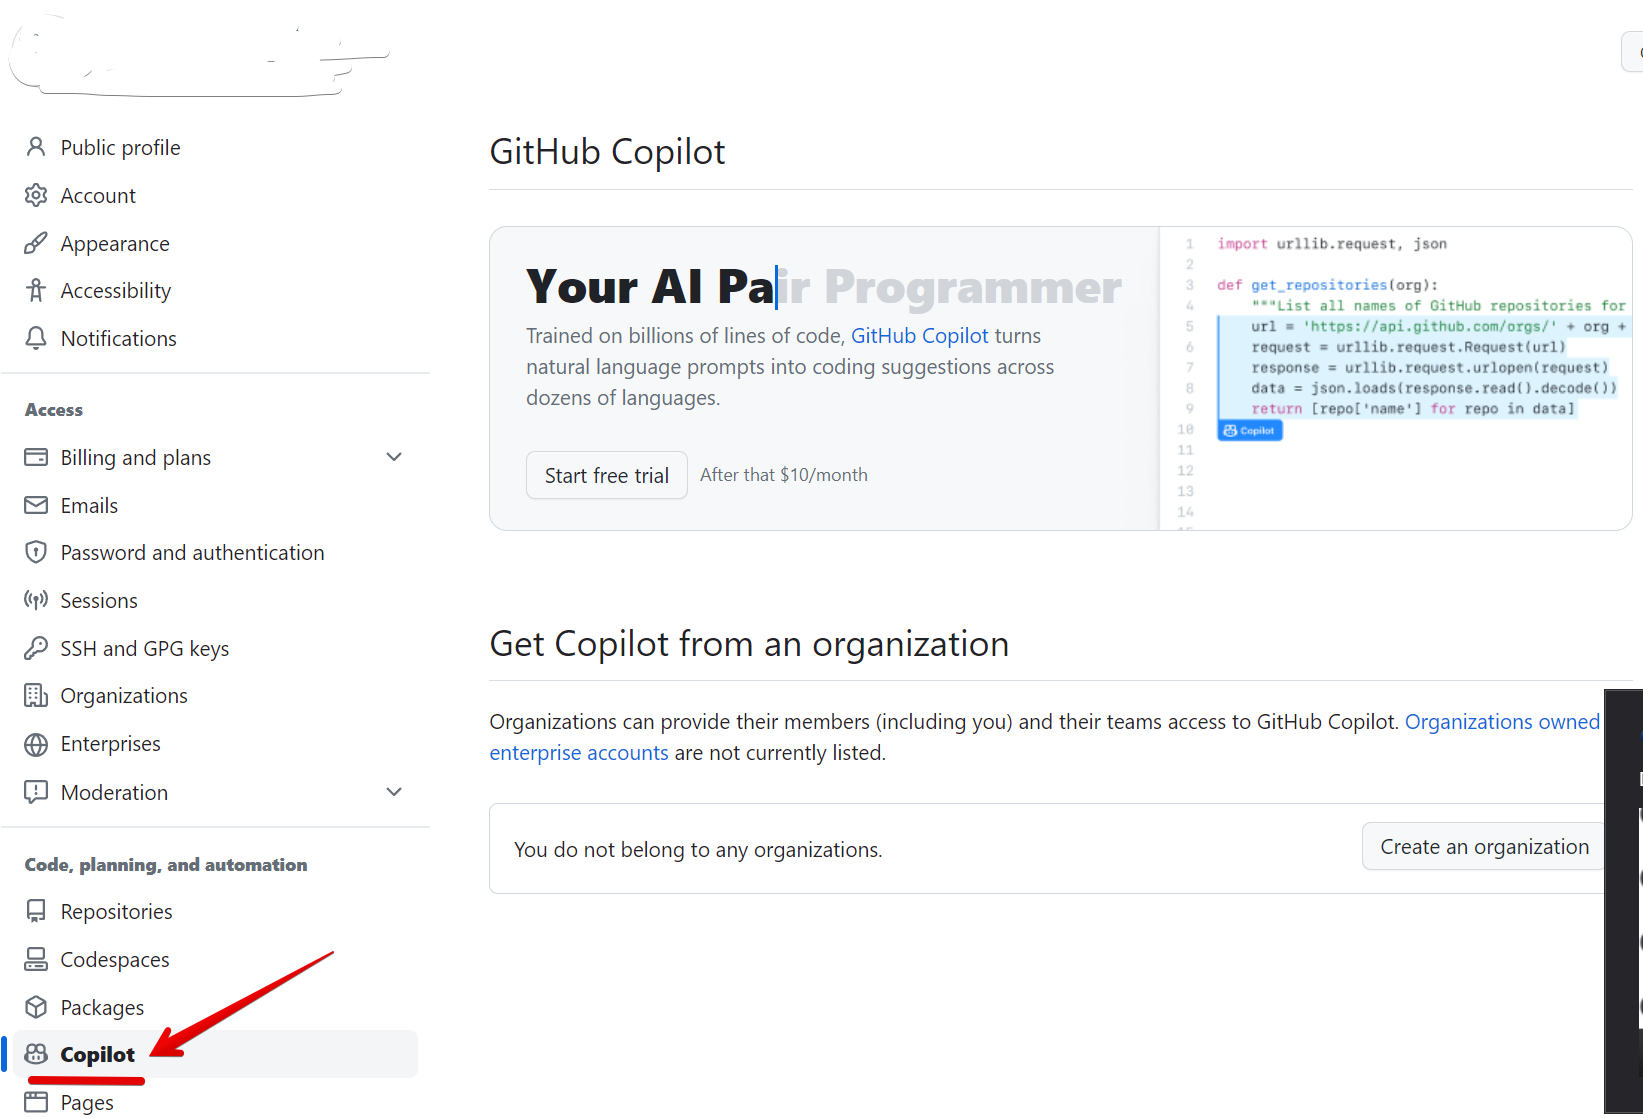 Public profile
Account
Appearance
Accessibility
Notifications
Access
Billing and plans
Emails
Password and authentication
Sessions
SSH and GPG keys
Organizations
Enterprises
Moderation
Code, planning, and automation
Repositories
Codespaces
Packages
Copilot
Pages
GitHub Copilot
Your AI Pair Programmer
Trained on billions of lines of code, GitHub Copilot turns
natural language prompts into coding suggestions across
dozens of languages.
Start free trial After that $10/month
1 import urllib.request, json
2
3 def get_repositories(org):
4 """List all names of GitHub repositories for
5 url = 'https://api.github.com/orgs/' + org +
6 request = urllib.request.Request(url)
7 response = urllib.request.urlopen(request)
8 data = json.loads(response.read().decode())
9 return [repo['name'] for repo in data]
10 Copilot
11
12
13
14
Get Copilot from an organization
Organizations can provide their members (including you) and their teams access to GitHub Copilot. Organizations owned
enterprise accounts are not currently listed.
You do not belong to any organizations.
Create an organization